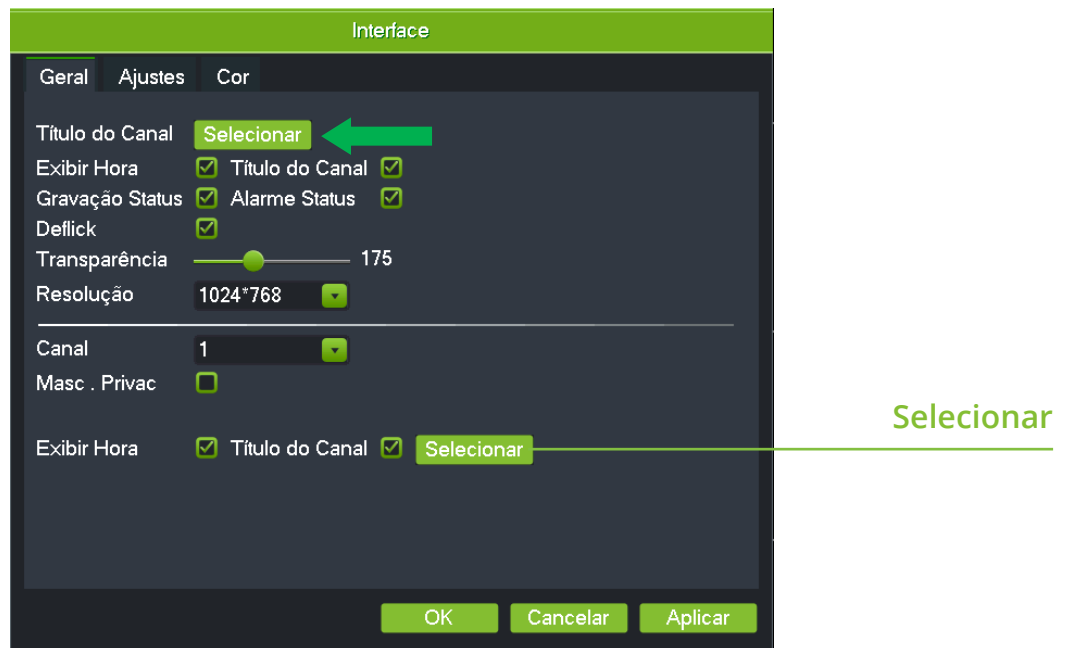 Interface
Geral Ajustes Cor
Título do Canal Selecionar
Exibir Hora Título do Canal
Gravação Status Alarme Status
Deflick
Transparência 175
Resolução 1024*768
Canal 1
Masc . Privac
Selecionar
Exibir Hora Título do Canal Selecionar
OK Cancelar Aplicar